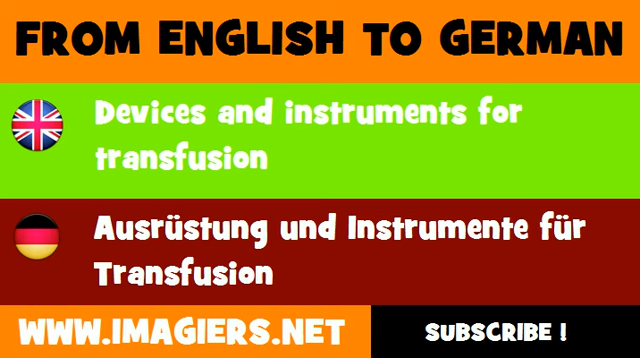 FROM ENGLISH TO GERMAN
Devices and instruments for
transfusion
Ausrüstung und Instrumente für
Transfusion
WWW.IMAGIERS.NET
SUBSCRIBE !